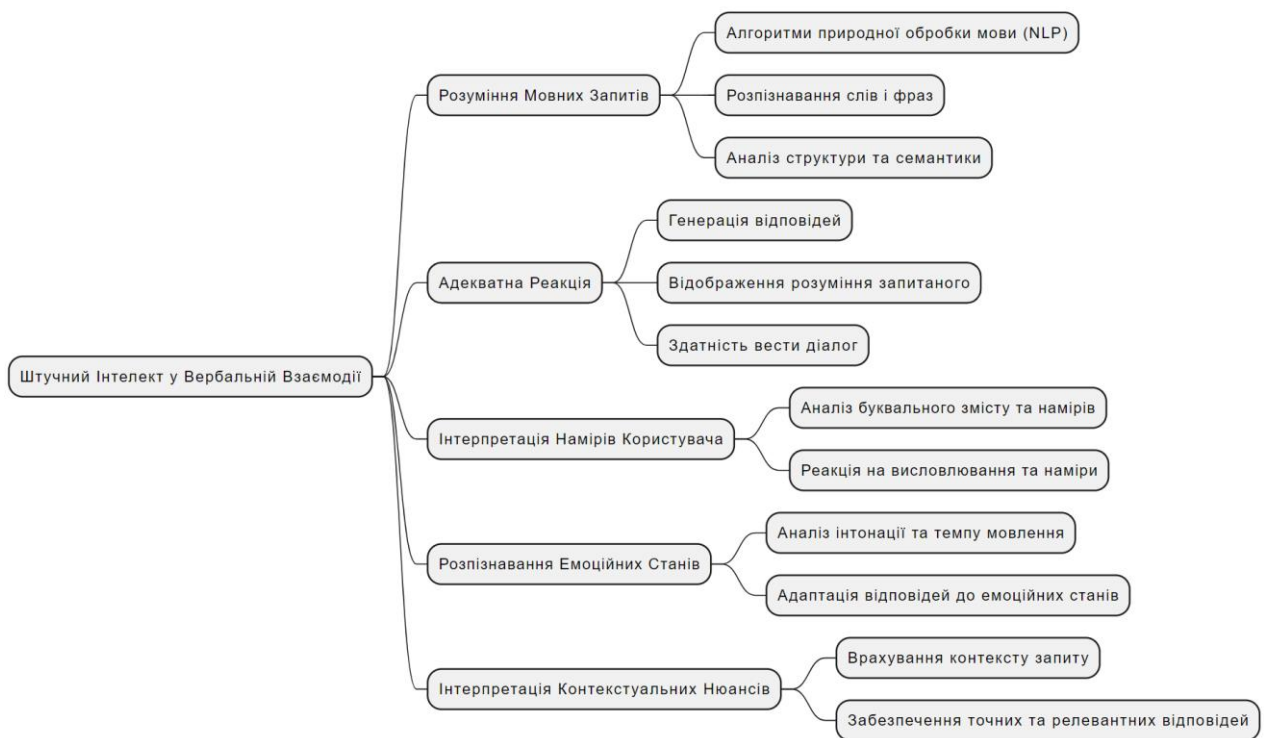 Штучний Інтелект у Вербальній Взаємодії
Розуміння Мовних Запитів
Алгоритми природної обробки мови (NLP)
Розпізнавання слів і фраз
Аналіз структури та семантики
Адекватна Реакція
Генерація відповідей
Відображення розуміння запитаного
Здатність вести діалог
Інтерпретація Намірів Користувача
Аналіз буквального змісту та намірів
Реакція на висловлювання та наміри
Розпізнавання Емоційних Станів
Аналіз інтонації та темпу мовлення
Адаптація відповідей до емоційних станів
Інтерпретація Контекстуальних Нюансів
Врахування контексту запиту
Забезпечення точних та релевантних відповідей